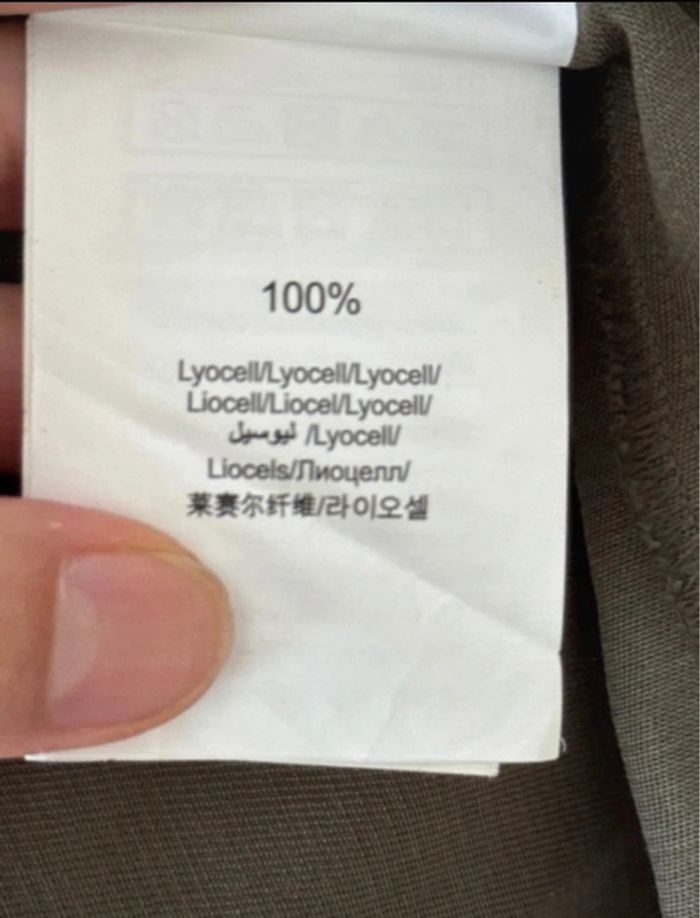 100%
Lyocell/Lyocell/Lyocell/
Liocell/Liocel/Lyocell/
ليوسيل /Lyocell/
Liocels/Лиоцелл/
莱赛尔纤维/라이오셀